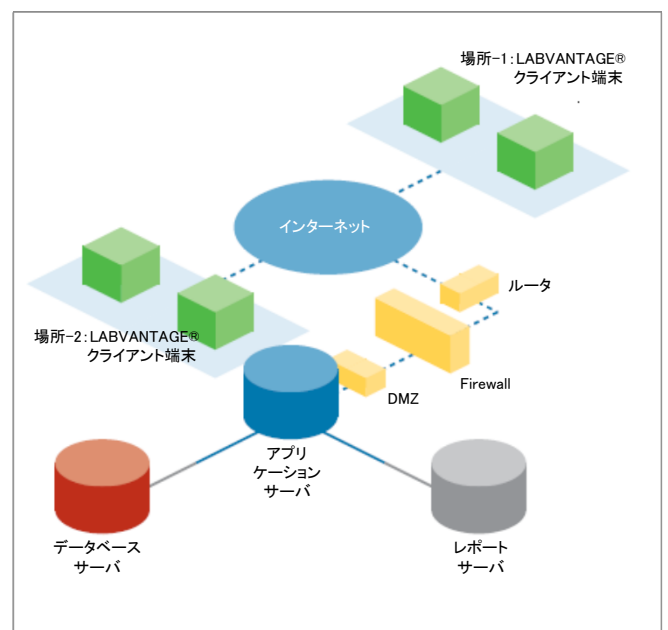 場所-1:LABVANTAGE®
クライアント端末
インターネット
ルータ
場所-2:LABVANTAGE®
クライアント端末
Firewall
DMZ
アプリ
ケーション
サーバ
データベース
サーバ
レポート
サーバ